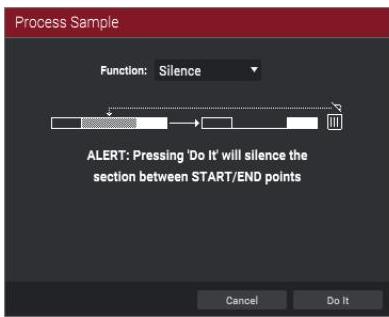 Process Sample
Function: Silence
ALERT: Pressing 'Do It' will silence the
section between START/END points
Cancel Do It